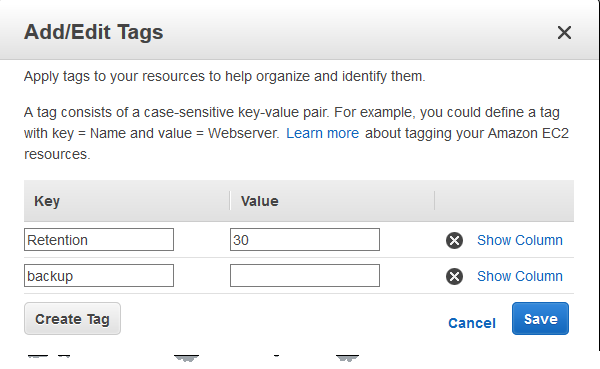 Add/Edit Tags
Apply tags to your resources to help organize and identify them.
A tag consists of a case-sensitive key-value pair. For example, you could define a tag
with key = Name and value = Webserver. Learn more about tagging your Amazon EC2
resources.
Key Value
Retention 30 Show Column
backup Show Column
Create Tag Cancel Save